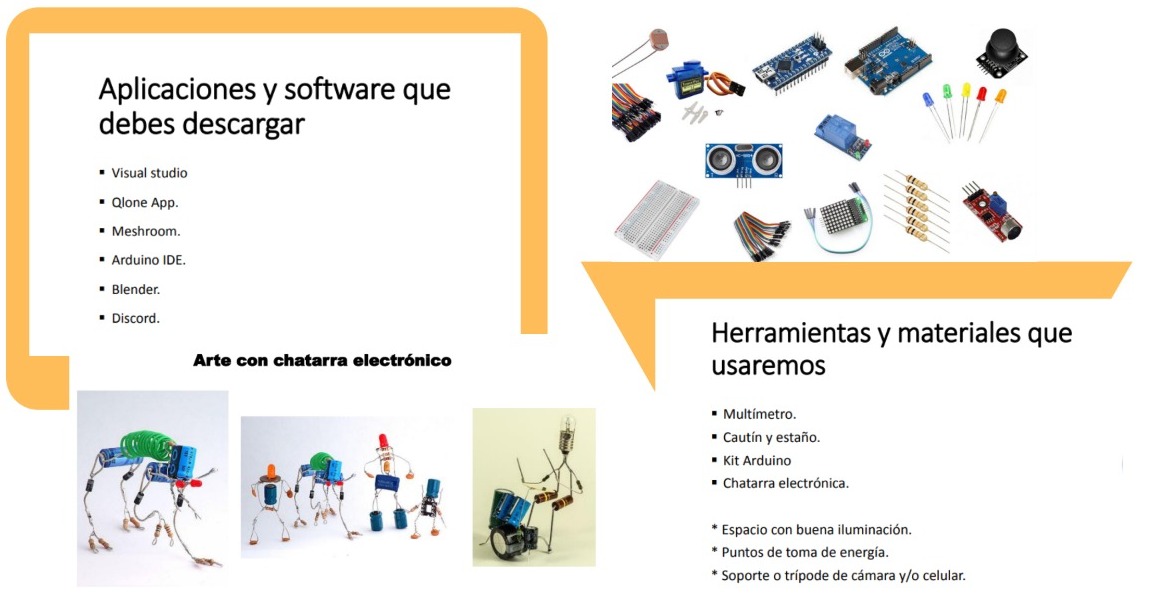 Aplicaciones y software que
debes descargar
▪ Visual studio
▪ Qlone App.
▪ Meshroom.
▪ Arduino IDE.
▪ Blender.
▪ Discord.
Arte con chatarra electrónico
Herramientas y materiales que
usaremos
▪ Multímetro.
▪ Cautín y estaño.
▪ Kit Arduino
▪ Chatarra electrónica.
* Espacio con buena iluminación.
* Puntos de toma de energía.
* Soporte o trípode de cámara y/o celular.